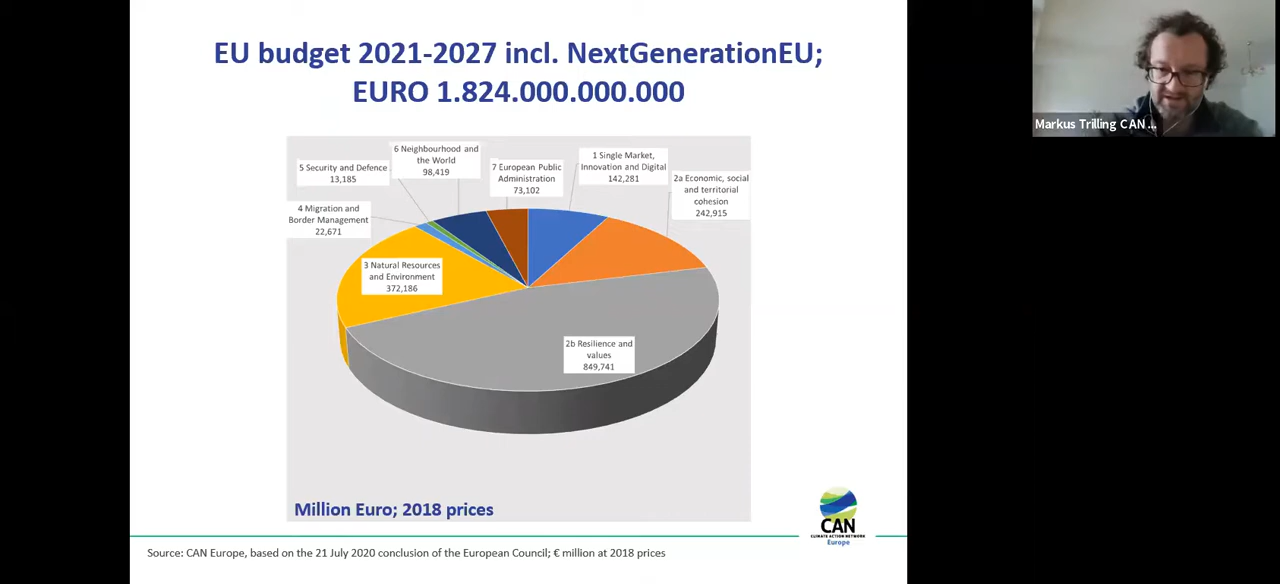 EU budget 2021-2027 incl. NextGenerationEU;
EURO 1.824.000.000.000
6 Neighbourhood and
the World
98,419
5 Security and Defence
13,185
7 European Public
Administration
73,102
1 Single Market,
Innovation and Digital
142,281
2a Economic, social
and territorial
cohesion
242,915
4 Migration and
Border Management
22,671
3 Natural Resources
and Environment
372,186
2b Resilience and
values
849,741
Million Euro; 2018 prices
CAN
CLIMATE ACTION NETWORK
Europe
Source: CAN Europe, based on the 21 July 2020 conclusion of the European Council; € million at 2018 prices
Markus Trilling CAN ...